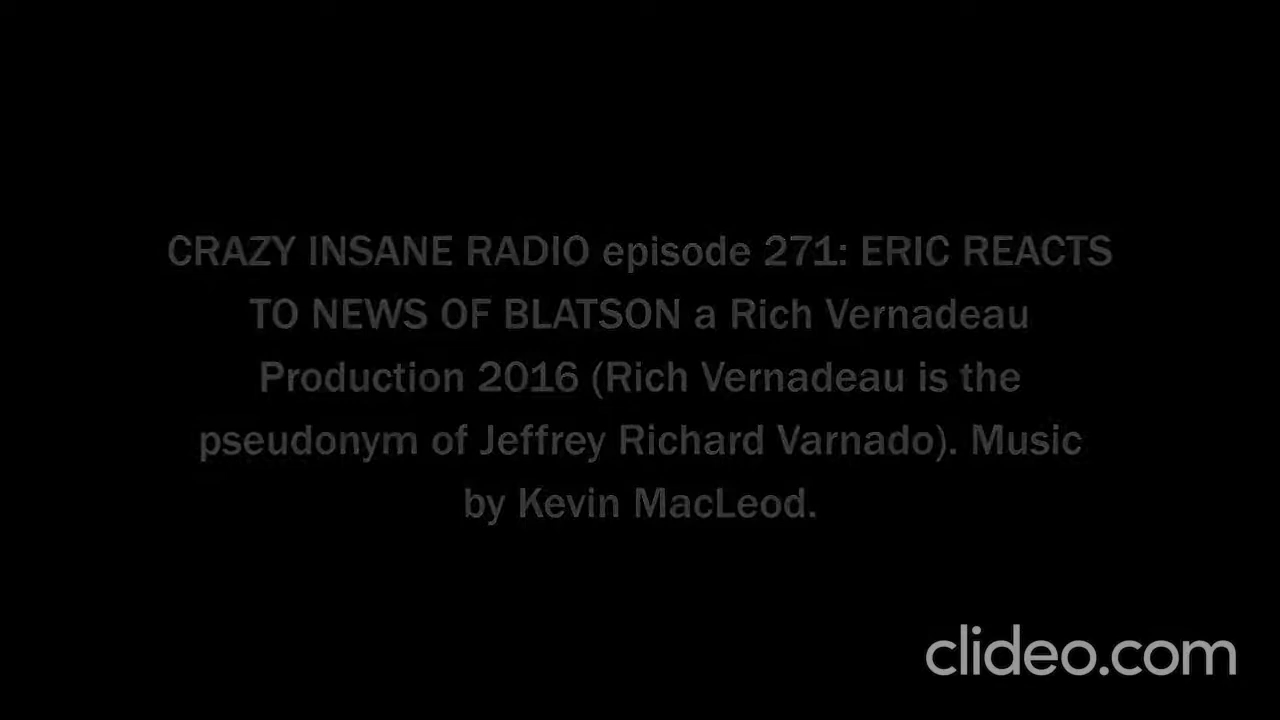 CRAZY INSANE RADIO episode 271: ERIC REACTS
TO NEWS OF BLATSON a Rich Vernadeau
Production 2016 (Rich Vernadeau is the
pseudonym of Jeffrey Richard Varnado). Music
by Kevin MacLeod.
clideo.com